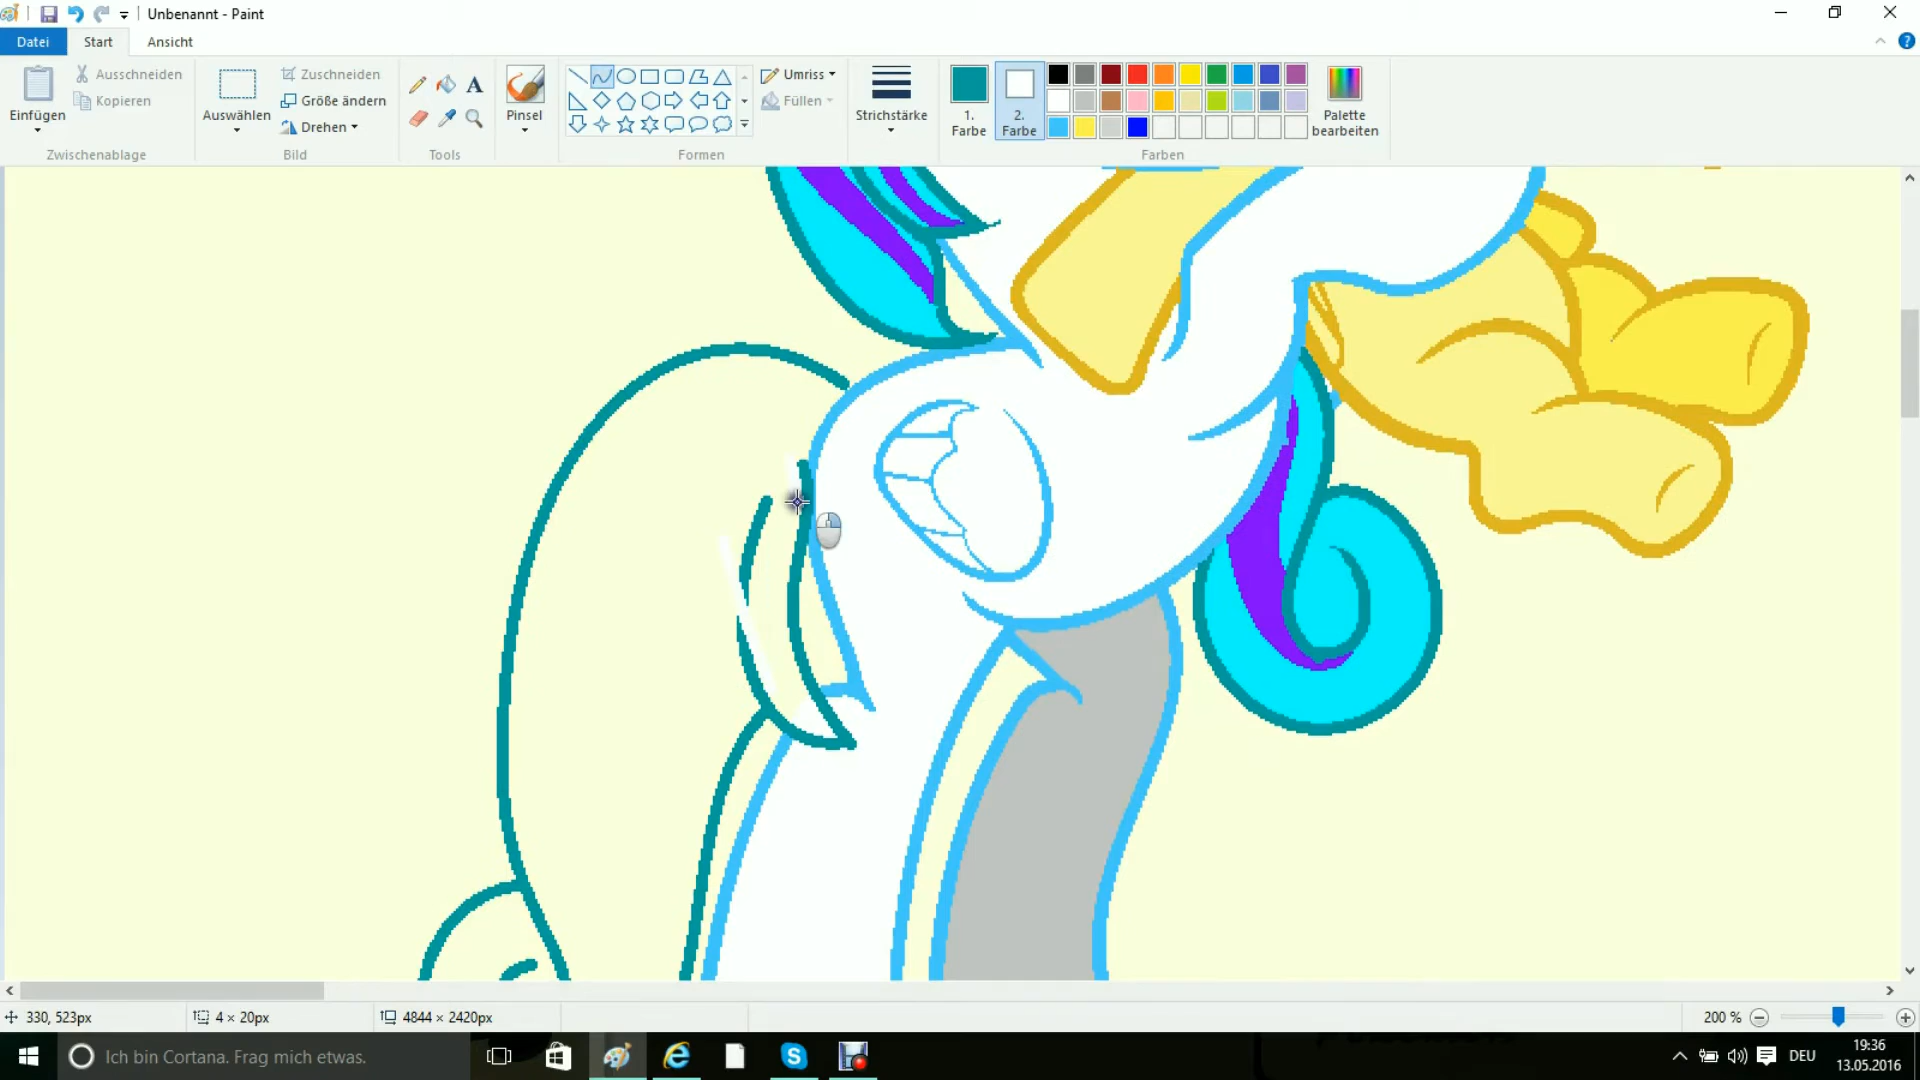 Unbenannt - Paint
Datei Start Ansicht
Einfügen
Ausschneiden
Kopieren
Zwischenablage
Auswählen
Zuschneiden
Größe ändern
Drehen
Bild
A
Tools
Pinsel
Umriss
Füllen
Formen
Strichstärke
1.
Farbe
2.
Farbe
Palette
bearbeiten
Farben
330, 523px
4 × 20px
4844 × 2420px
200 %
Ich bin Cortana. Frag mich etwas.
DEU
19:36
13.05.2016